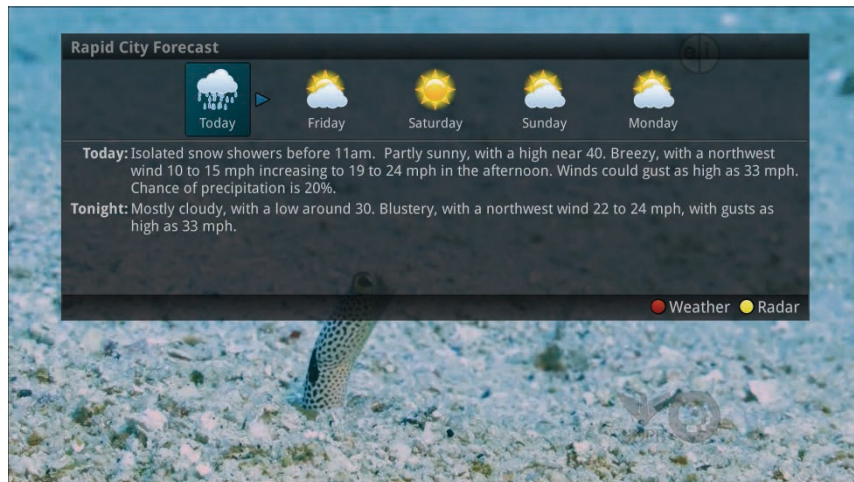 Rapid City Forecast
Today Friday Saturday Sunday Monday
Today: Isolated snow showers before 11am. Partly sunny, with a high near 40. Breezy, with a northwest
wind 10 to 15 mph increasing to 19 to 24 mph in the afternoon. Winds could gust as high as 33 mph.
Chance of precipitation is 20%.
Tonight: Mostly cloudy, with a low around 30. Blustery, with a northwest wind 22 to 24 mph, with gusts as
high as 33 mph.
Weather Radar